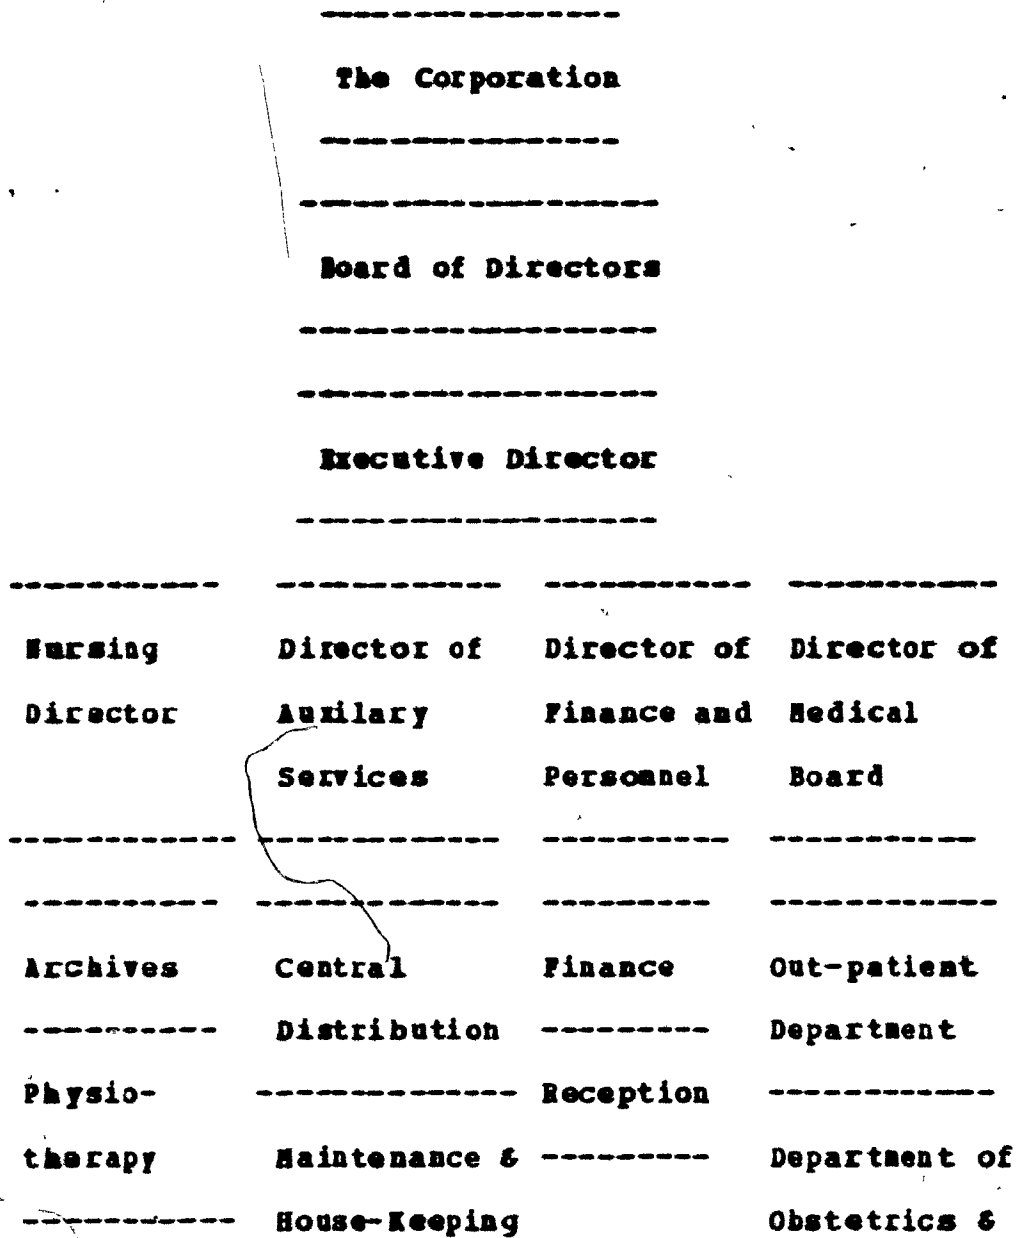 The Corporation
Board of Directors
Executive Director
Nursing Director of Director of Director of
Director Auxilary Finance and Medical
Services Personnel Board
Archives Central Finance Out-patient
Distribution Department
Physio- Reception
therapy Maintenance & Department of
House-Keeping Obstetrics &